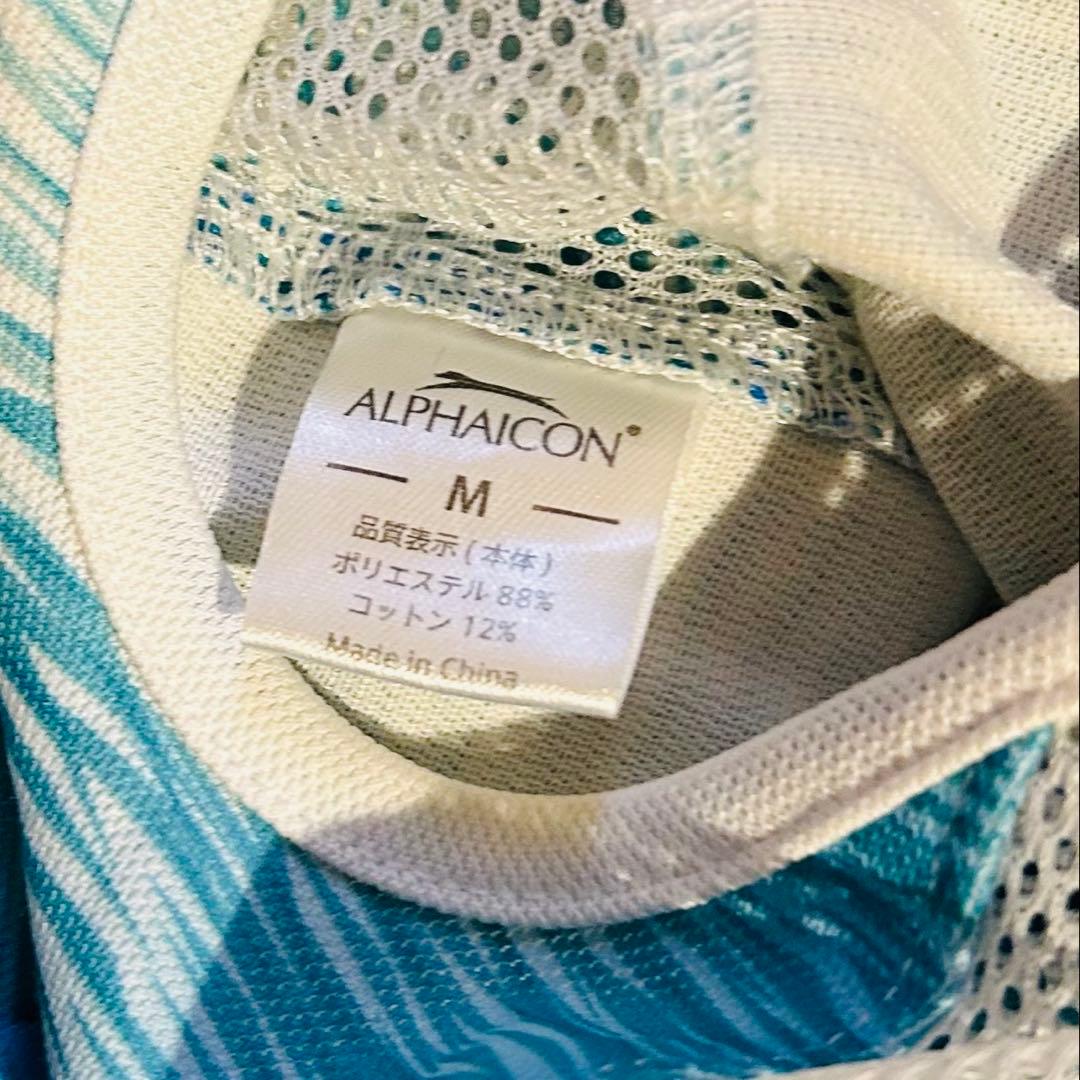 ALPHAICON®
M
品質表示(本体)
ポリエステル 88%
コットン 12%
Made in China